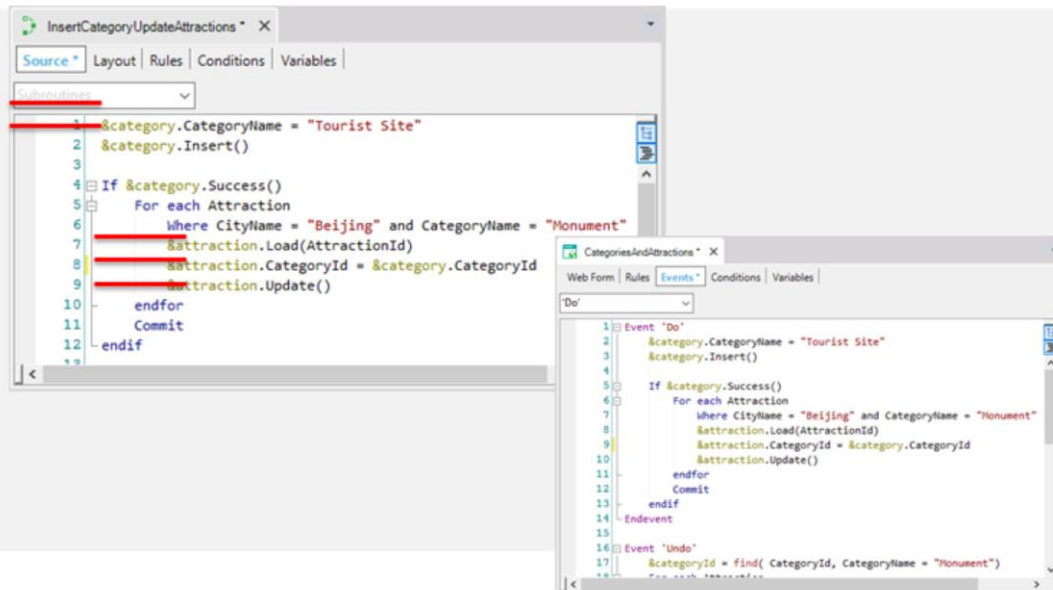 InsertCategoryUpdateAttractions *
Source * Layout Rules Conditions Variables
Subroutines
1 &category.CategoryName = "Tourist Site"
2 &category.Insert()
3
4 If &category.Success()
5 For each Attraction
6 Where CityName = "Beijing" and CategoryName = "Monument"
7 &attraction.Load(AttractionId)
8 &attraction.CategoryId = &category.CategoryId
9 &attraction.Update()
10 endfor
11 Commit
12 endif
CategoriesAndAttractions *
Web Form Rules Events * Conditions Variables
'Do'
1 Event 'Do'
2 &category.CategoryName = "Tourist Site"
3 &category.Insert()
4
5 If &category.Success()
6 For each Attraction
7 Where CityName = "Beijing" and CategoryName = "Monument"
8 &attraction.Load(AttractionId)
9 &attraction.CategoryId = &category.CategoryId
10 &attraction.Update()
11 endfor
12 Commit
13 endif
14 Endevent
15
16 Event 'Undo'
17 &categoryId = find( CategoryId, CategoryName = "Monument")